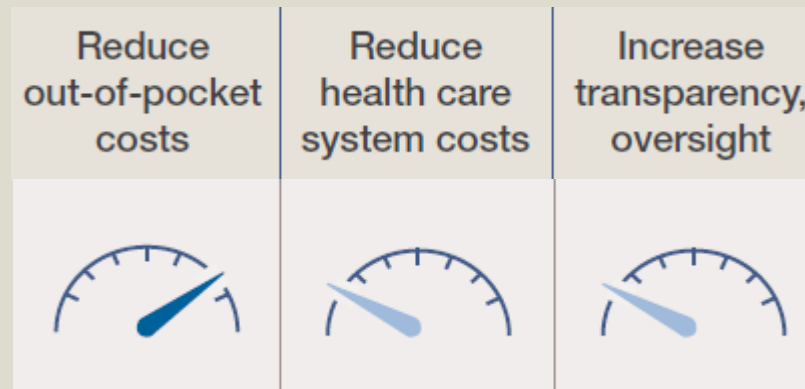 Reduce
out-of-pocket
costs
Reduce
health care
system costs
Increase
transparency,
oversight